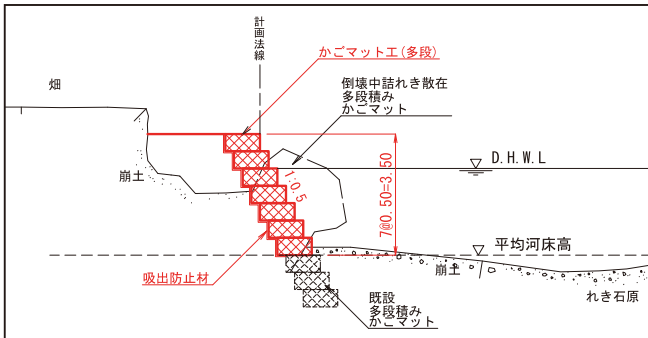 計画法線
かごマット工(多段)
畑
倒壊中詰れき散在
多段積み
かごマット
D.H.W.L
崩土
1:0.5
7@0.50=3.50
平均河床高
吸出防止材
崩土
既設
多段積み
かごマット
れき石原